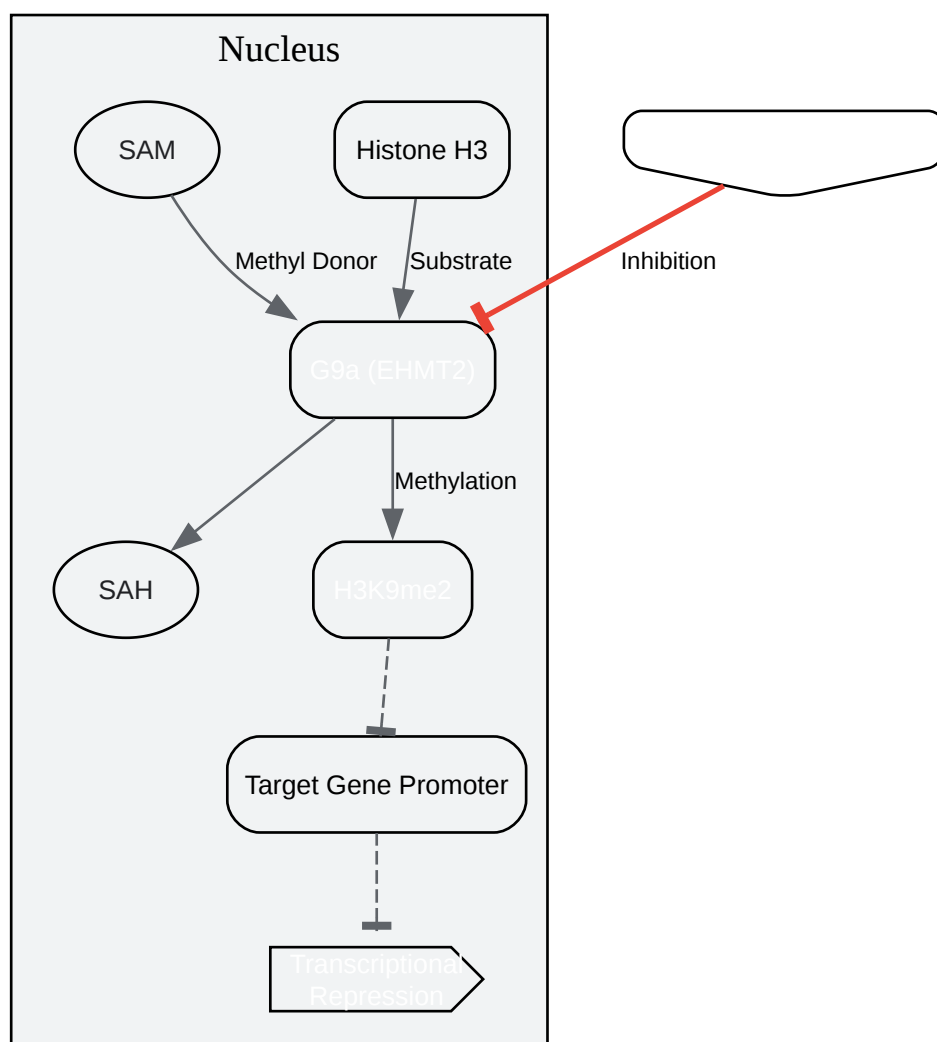 Nucleus
SAM
Histone H3
Methyl Donor
Substrate
Inhibition
G9a (EHMT2)
Methylation
SAH
H3K9me2
Target Gene Promoter
Transcriptional
Repression